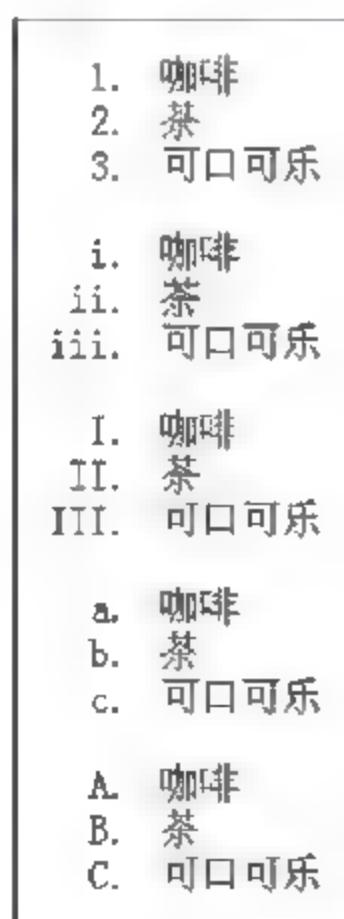 1. 咖啡
2. 茶
3. 可口可乐
i. 咖啡
ii. 茶
iii. 可口可乐
I. 咖啡
II. 茶
III. 可口可乐
a. 咖啡
b. 茶
c. 可口可乐
A. 咖啡
B. 茶
C. 可口可乐